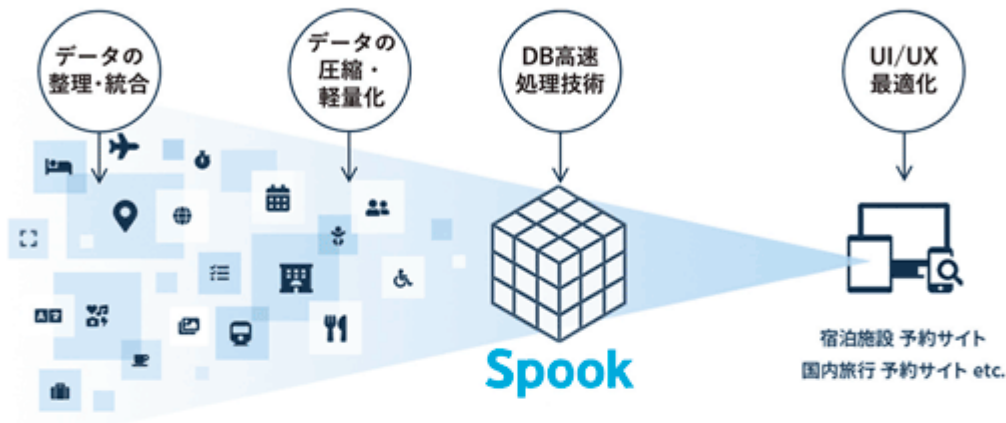 データの
整理・統合
データの
圧縮・
軽量化
DB高速
処理技術
UI/UX
最適化
Spook
宿泊施設 予約サイト
国内旅行 予約サイト etc.